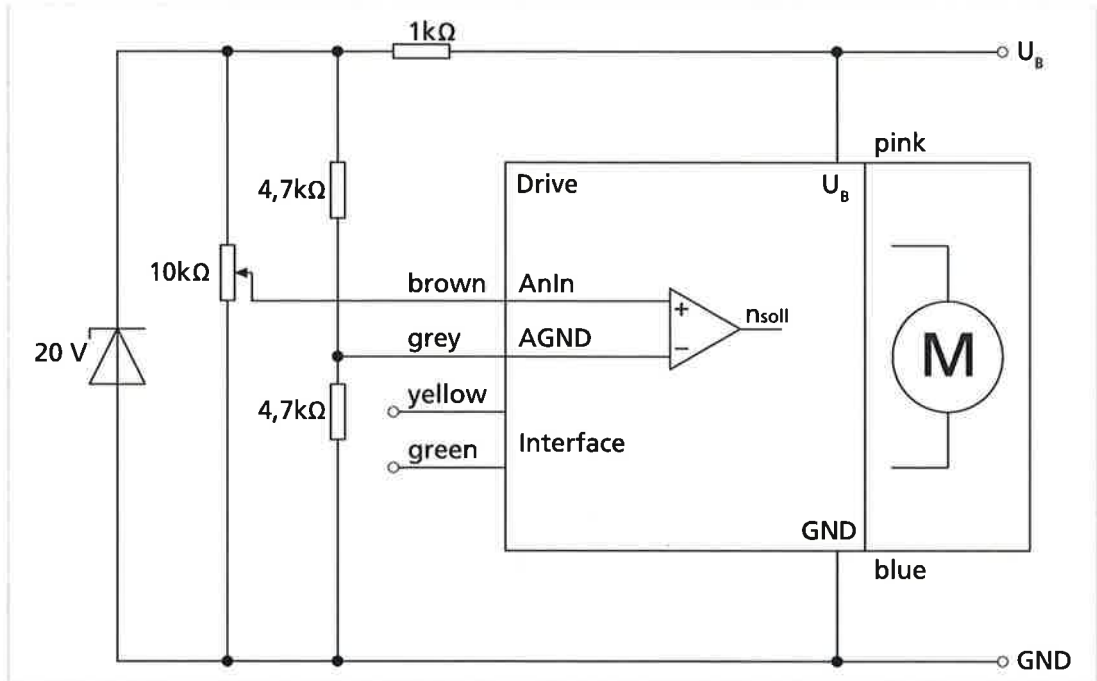 1kΩ
U_B
pink
4,7kΩ
Drive
U_B
10kΩ
brown
AnIn
+
n_soll
grey
AGND
−
M
20 V
4,7kΩ
yellow
green
Interface
GND
blue
GND